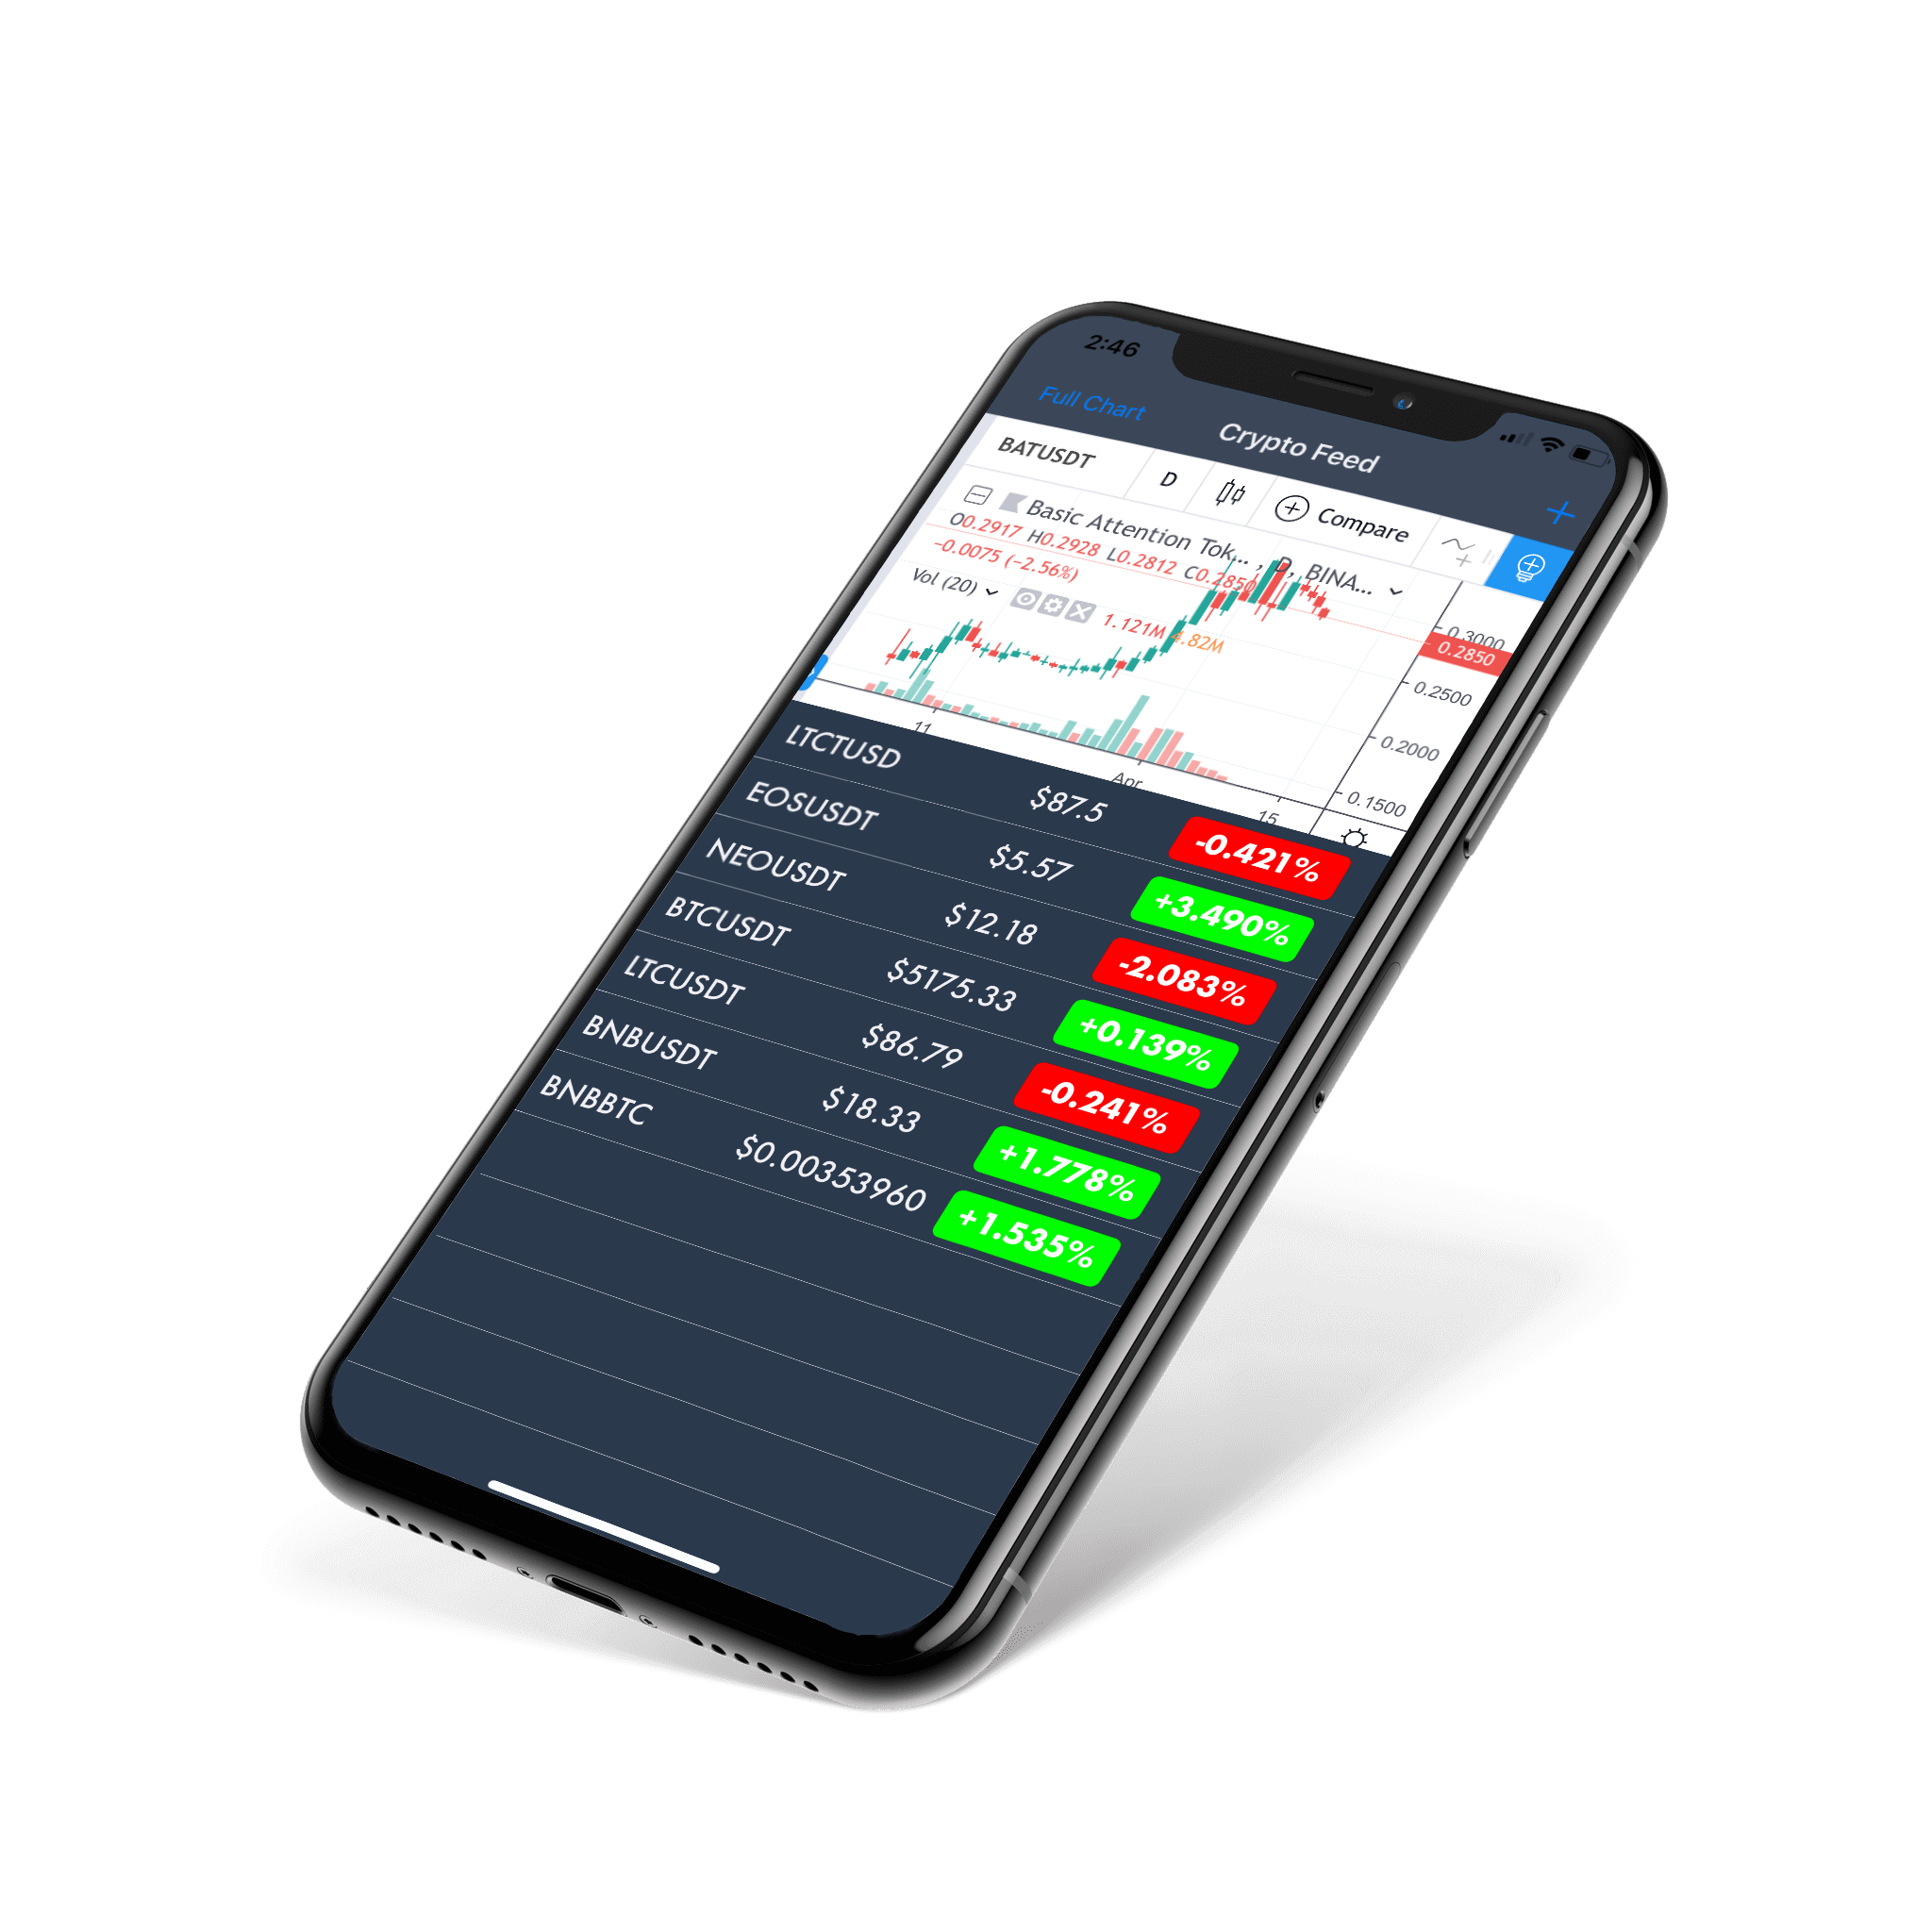 2:46
Full Chart
Crypto Feed
BATUSDT D Compare
Basic Attention Tok... , D, BINA...
O0.2917 H0.2928 L0.2812 C0.2850
−0.0075 (−2.56%)
Vol (20) 1.121M 4.82M
0.3000
0.2850
0.2500
0.2000
0.1500
11 Apr 15
LTCTUSD $87.5 -0.421%
EOSUSDT $5.57 +3.490%
NEOUSDT $12.18 -2.083%
BTCUSDT $5175.33 +0.139%
LTCUSDT $86.79 -0.241%
BNBUSDT $18.33 +1.778%
BNBBTC $0.00353960 +1.535%